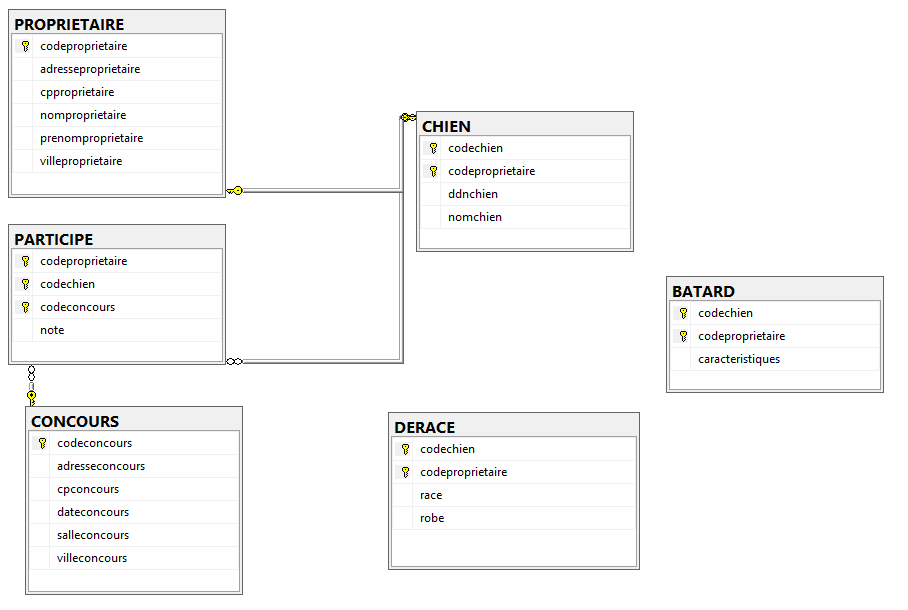 PROPRIETAIRE
codeproprietaire
adresseproprietaire
cpproprietaire
nomproprietaire
prenomproprietaire
villeproprietaire
CHIEN
codechien
codeproprietaire
ddnchien
nomchien
PARTICIPE
codeproprietaire
codechien
codeconcours
note
BATARD
codechien
codeproprietaire
caracteristiques
CONCOURS
codeconcours
adresseconcours
cpconcours
dateconcours
salleconcours
villeconcours
DERACE
codechien
codeproprietaire
race
robe